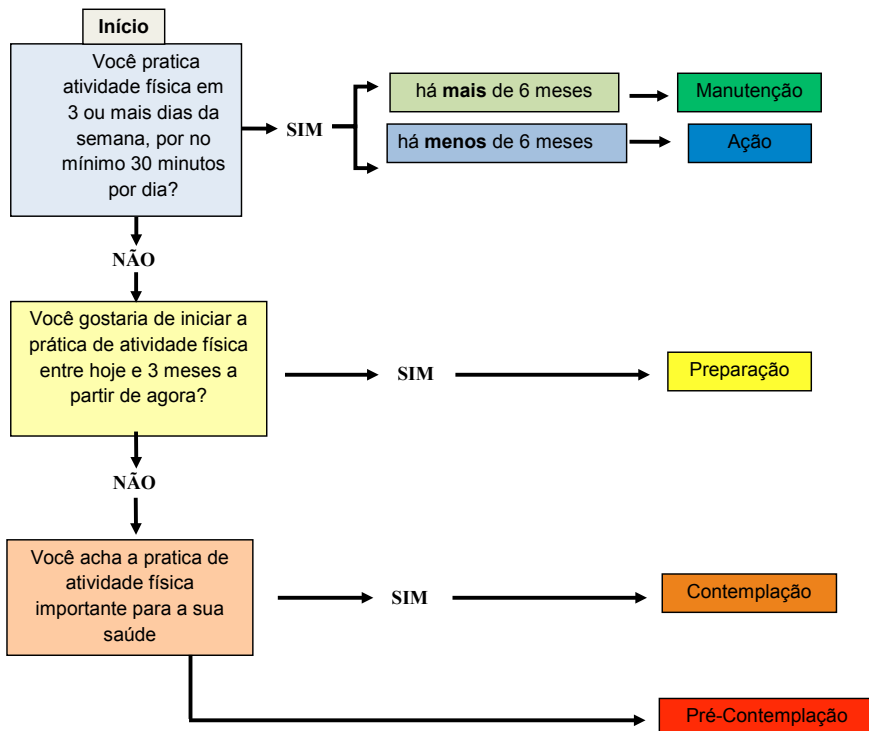 Início
Você pratica
atividade física em
3 ou mais dias da
semana, por no
mínimo 30 minutos
por dia?
SIM
há mais de 6 meses
Manutenção
há menos de 6 meses
Ação
NÃO
Você gostaria de iniciar a
prática de atividade física
entre hoje e 3 meses a
partir de agora?
SIM
Preparação
NÃO
Você acha a pratica de
atividade física
importante para a sua
saúde
SIM
Contemplação
Pré-Contemplação